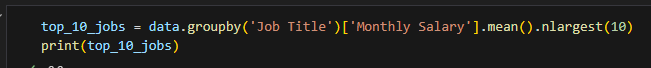 top_10_jobs = data.groupby('Job Title')['Monthly Salary'].mean().nlargest(10)
print(top_10_jobs)